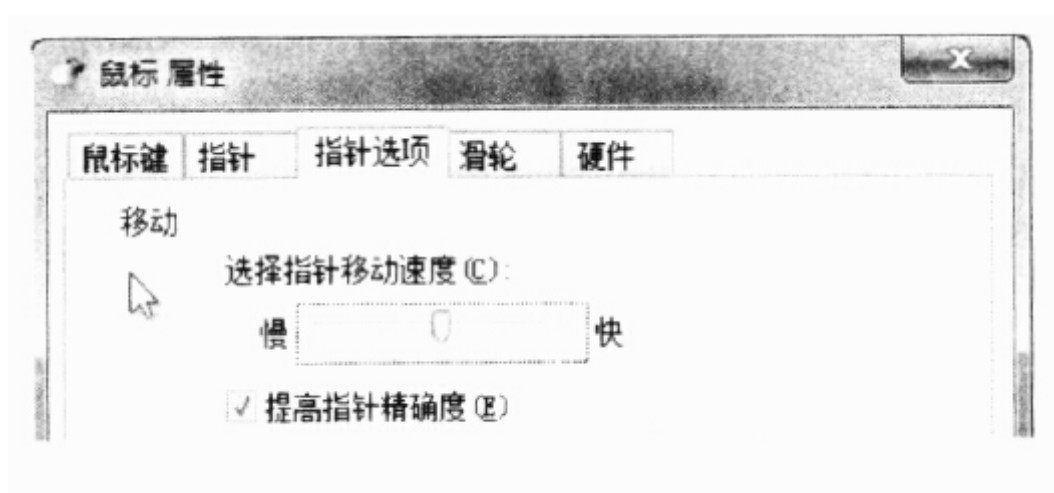 鼠标 属性
鼠标键 指针 指针选项 滑轮 硬件
移动
选择指针移动速度(C):
慢 快
提高指针精确度(E)